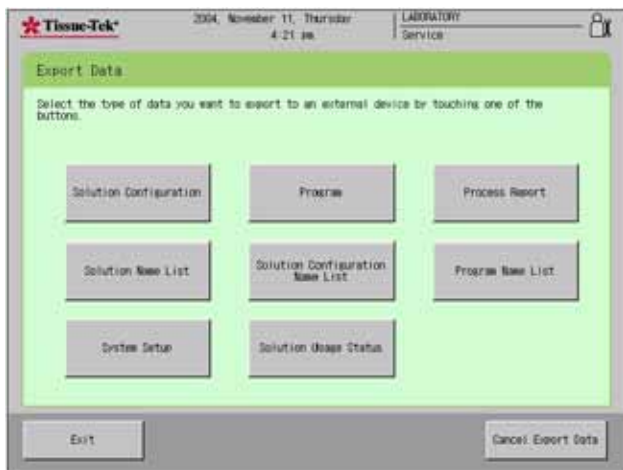 Tissue-Tek
2004, November 11, Thursday
4:21 pm
LABORATORY
Service
Export Data
Select the type of data you want to export to an external device by touching one of the
buttons.
Solution Configuration
Program
Process Report
Solution Name List
Solution Configuration
Name List
Program Name List
System Setup
Solution Usage Status
Exit
Cancel Export Data